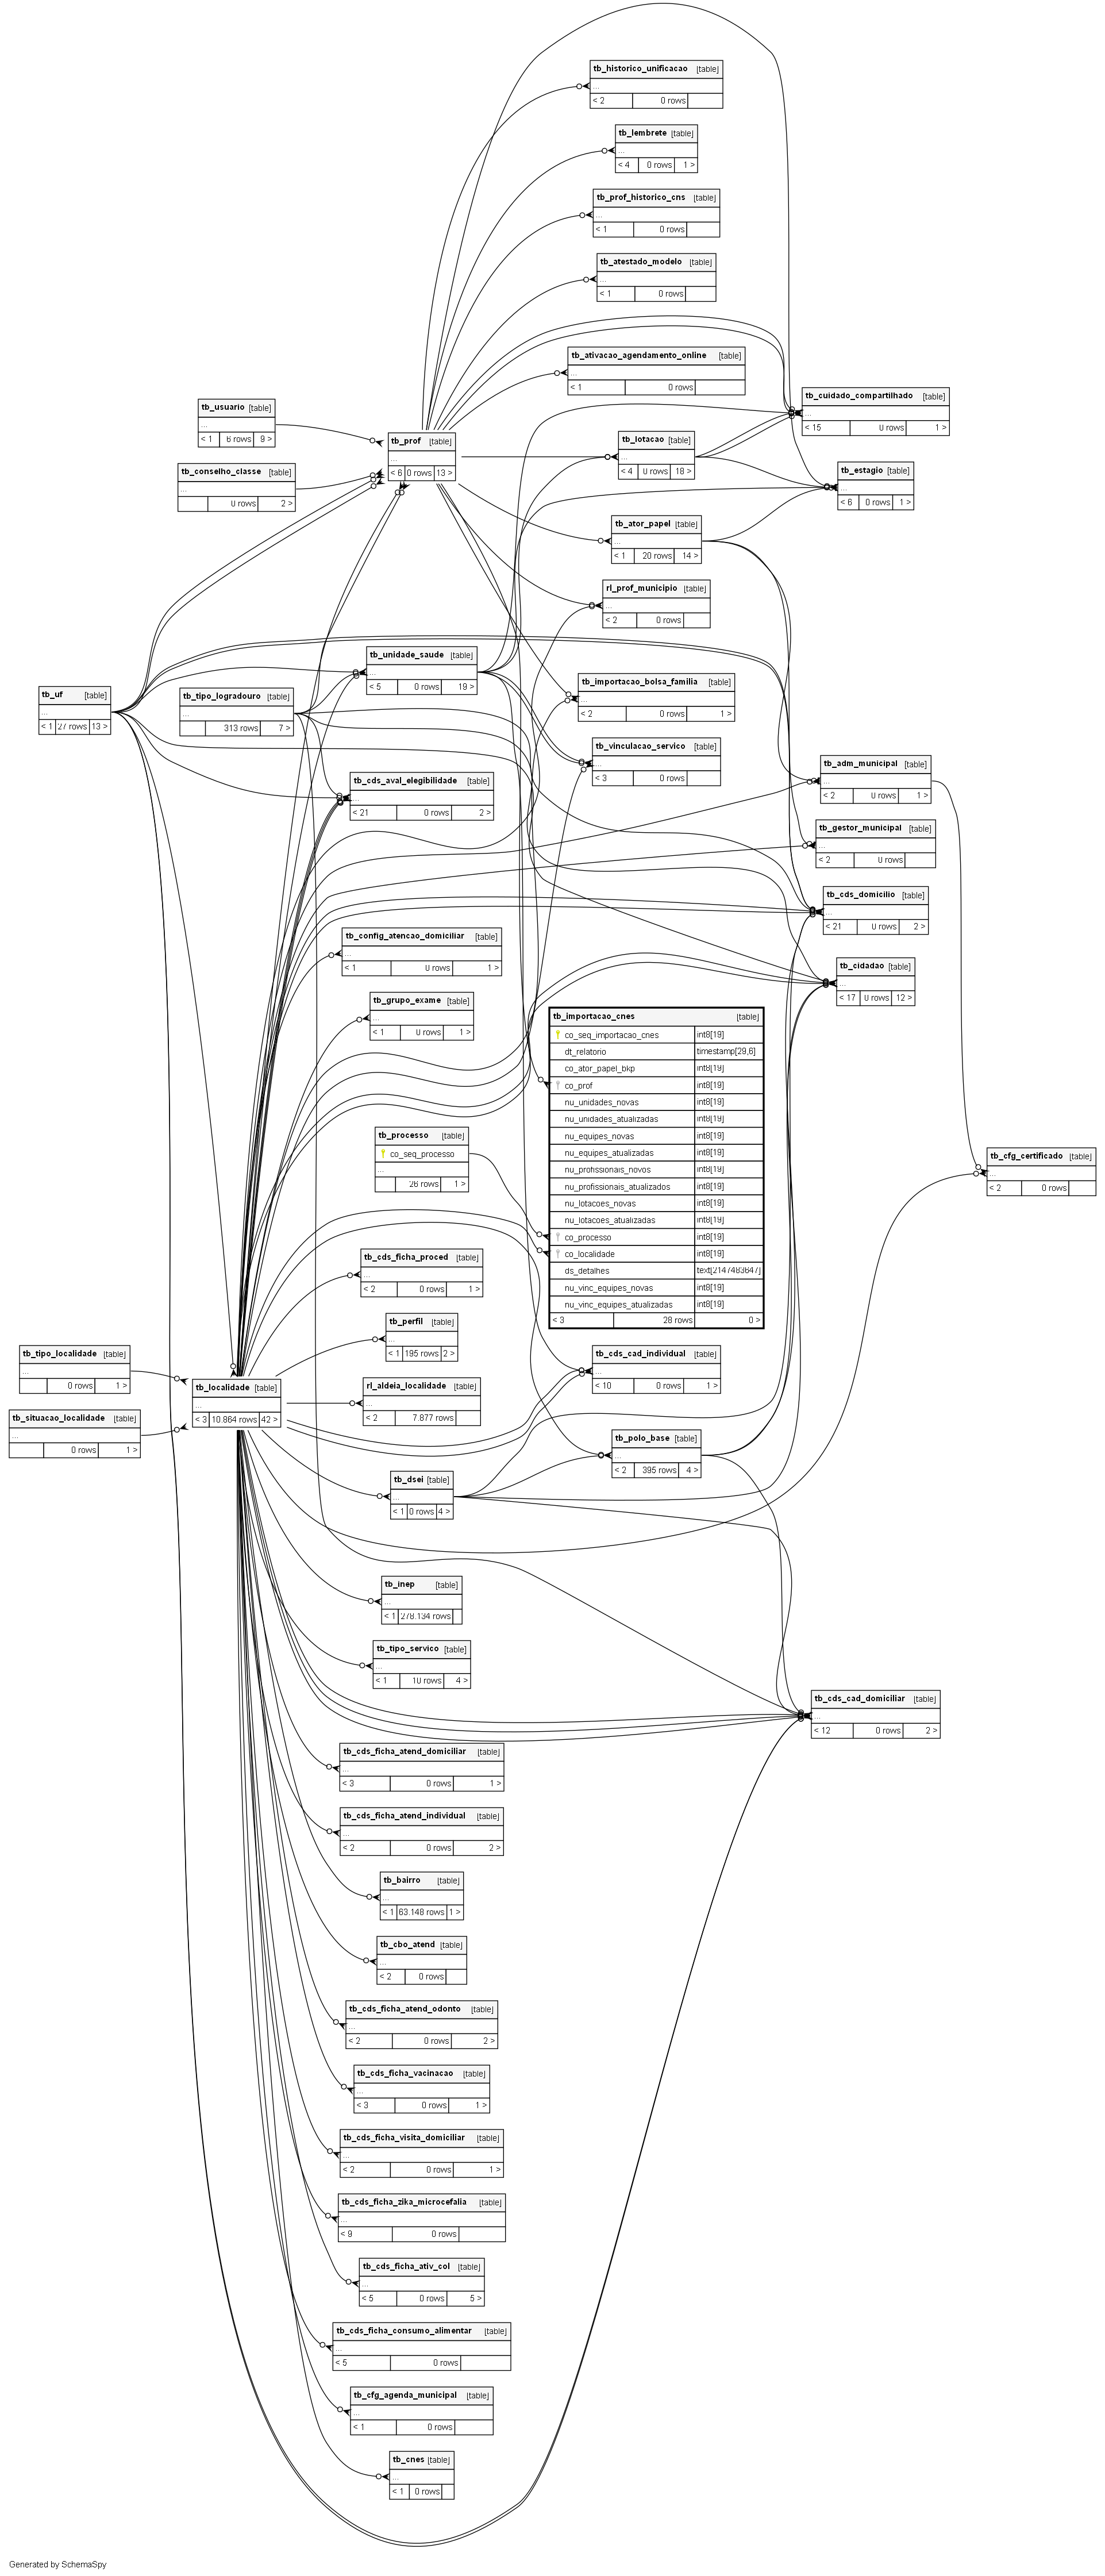 tb_historico_unificacao [table]
...
< 2 0 rows
tb_lembrete [table]
...
< 4 0 rows 1 >
tb_prof_historico_cns [table]
...
< 1 0 rows
tb_atestado_modelo [table]
...
< 1 0 rows
tb_ativacao_agendamento_online [table]
...
< 1 0 rows
tb_cuidado_compartilhado [table]
...
< 15 0 rows 1 >
tb_usuario [table]
...
< 1 6 rows 9 >
tb_prof [table]
...
< 6 0 rows 13 >
tb_lotacao [table]
...
< 4 0 rows 18 >
tb_conselho_classe [table]
...
0 rows 2 >
tb_estagio [table]
...
< 6 0 rows 1 >
tb_ator_papel [table]
...
< 1 20 rows 14 >
rl_prof_municipio [table]
...
< 2 0 rows
tb_unidade_saude [table]
...
< 5 0 rows 19 >
tb_uf [table]
...
< 1 27 rows 13 >
tb_tipo_logradouro [table]
...
313 rows 7 >
tb_importacao_bolsa_familia [table]
...
< 2 0 rows 1 >
tb_vinculacao_servico [table]
...
< 3 0 rows
tb_adm_municipal [table]
...
< 2 0 rows 1 >
tb_cds_aval_elegibilidade [table]
...
< 21 0 rows 2 >
tb_gestor_municipal [table]
...
< 2 0 rows
tb_cds_domicilio [table]
...
< 21 0 rows 2 >
tb_config_atencao_domiciliar [table]
...
< 1 0 rows 1 >
tb_cidadao [table]
...
< 17 0 rows 12 >
tb_grupo_exame [table]
...
< 1 0 rows 1 >
tb_importacao_cnes [table]
co_seq_importacao_cnes int8[19]
dt_relatorio timestamp[29,6]
co_ator_papel_bkp int8[19]
co_prof int8[19]
nu_unidades_novas int8[19]
nu_unidades_atualizadas int8[19]
nu_equipes_novas int8[19]
nu_equipes_atualizadas int8[19]
nu_profissionais_novos int8[19]
nu_profissionais_atualizados int8[19]
nu_lotacoes_novas int8[19]
nu_lotacoes_atualizadas int8[19]
co_processo int8[19]
co_localidade int8[19]
ds_detalhes text[2147483647]
nu_vinc_equipes_novas int8[19]
nu_vinc_equipes_atualizadas int8[19]
< 3 28 rows 0 >
tb_processo [table]
co_seq_processo
...
26 rows 1 >
tb_cfg_certificado [table]
...
< 2 0 rows
tb_cds_ficha_proced [table]
...
< 2 0 rows 1 >
tb_perfil [table]
...
< 1 195 rows 2 >
tb_tipo_localidade [table]
...
0 rows 1 >
tb_cds_cad_individual [table]
...
< 10 0 rows 1 >
tb_localidade [table]
...
< 3 10.864 rows 42 >
rl_aldeia_localidade [table]
...
< 2 7.877 rows
tb_situacao_localidade [table]
...
0 rows 1 >
tb_polo_base [table]
...
< 2 395 rows 4 >
tb_dsei [table]
...
< 1 0 rows 4 >
tb_inep [table]
...
< 1 278.134 rows
tb_tipo_servico [table]
...
< 1 10 rows 4 >
tb_cds_cad_domiciliar [table]
...
< 12 0 rows 2 >
tb_cds_ficha_atend_domiciliar [table]
...
< 3 0 rows 1 >
tb_cds_ficha_atend_individual [table]
...
< 2 0 rows 2 >
tb_bairro [table]
...
< 1 63.148 rows 1 >
tb_cbo_atend [table]
...
< 2 0 rows
tb_cds_ficha_atend_odonto [table]
...
< 2 0 rows 2 >
tb_cds_ficha_vacinacao [table]
...
< 3 0 rows 1 >
tb_cds_ficha_visita_domiciliar [table]
...
< 2 0 rows 1 >
tb_cds_ficha_zika_microcefalia [table]
...
< 9 0 rows
tb_cds_ficha_ativ_col [table]
...
< 5 0 rows 5 >
tb_cds_ficha_consumo_alimentar [table]
...
< 5 0 rows
tb_cfg_agenda_municipal [table]
...
< 1 0 rows
tb_cnes [table]
...
< 1 0 rows
Generated by SchemaSpy